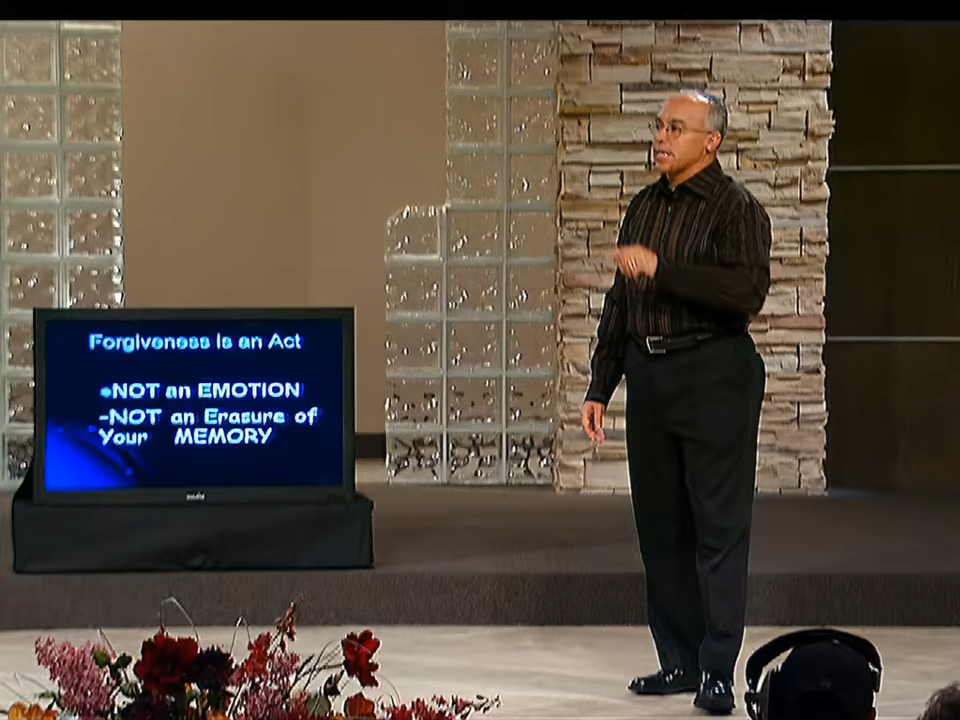 Forgiveness is an Act
•NOT an EMOTION
-NOT an Erasure of
Your MEMORY